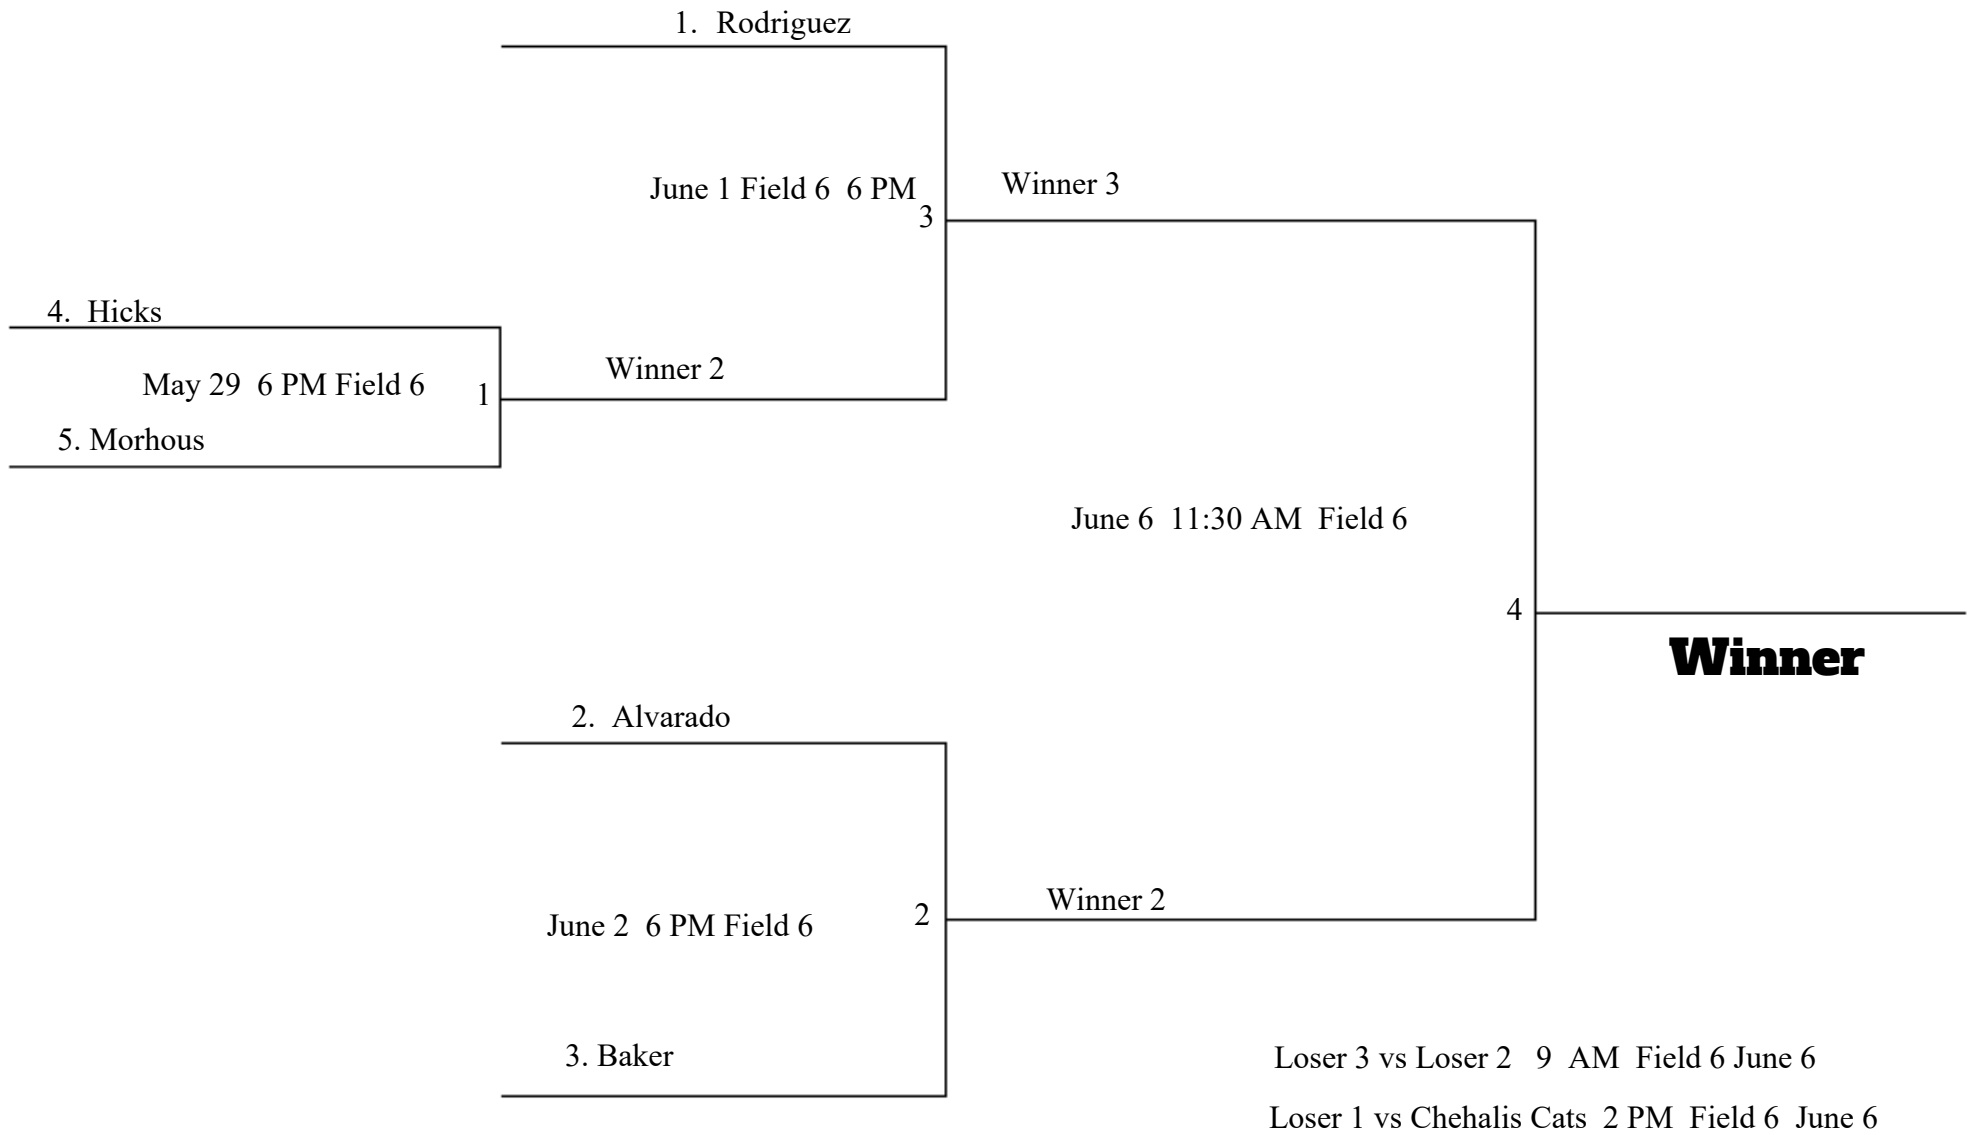 1. Rodriguez
June 1 Field 6 6 PM
3
Winner 3
4. Hicks
May 29 6 PM Field 6
1
Winner 2
5. Morhous
June 6 11:30 AM Field 6
4
Winner
2. Alvarado
June 2 6 PM Field 6
2
Winner 2
3. Baker
Loser 3 vs Loser 2 9 AM Field 6 June 6
Loser 1 vs Chehalis Cats 2 PM Field 6 June 6